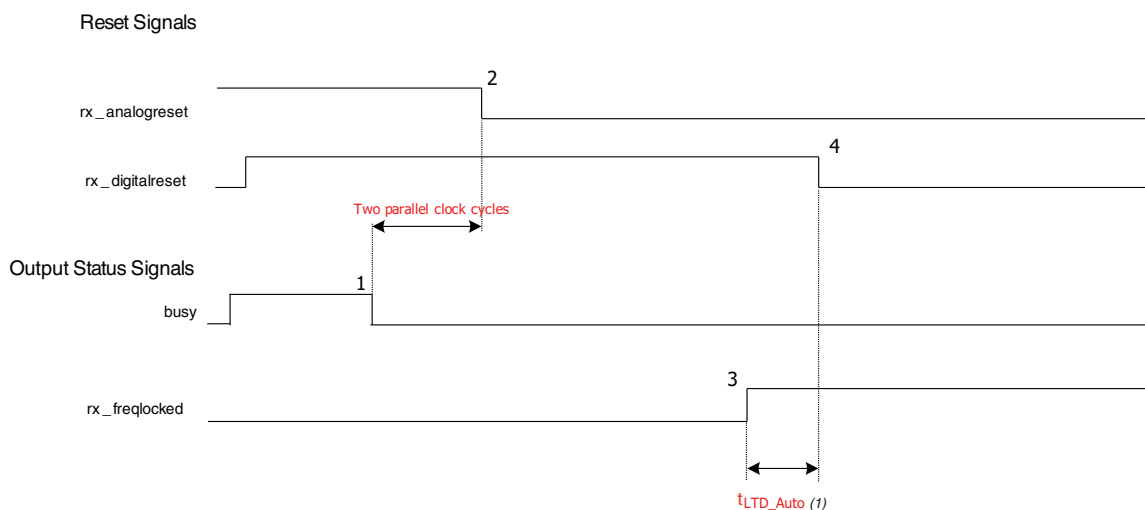 Reset Signals
2
rx_analogreset
4
rx_digitalreset
Two parallel clock cycles
Output Status Signals
1
busy
3
rx_freqlocked
tLTD_Auto (1)